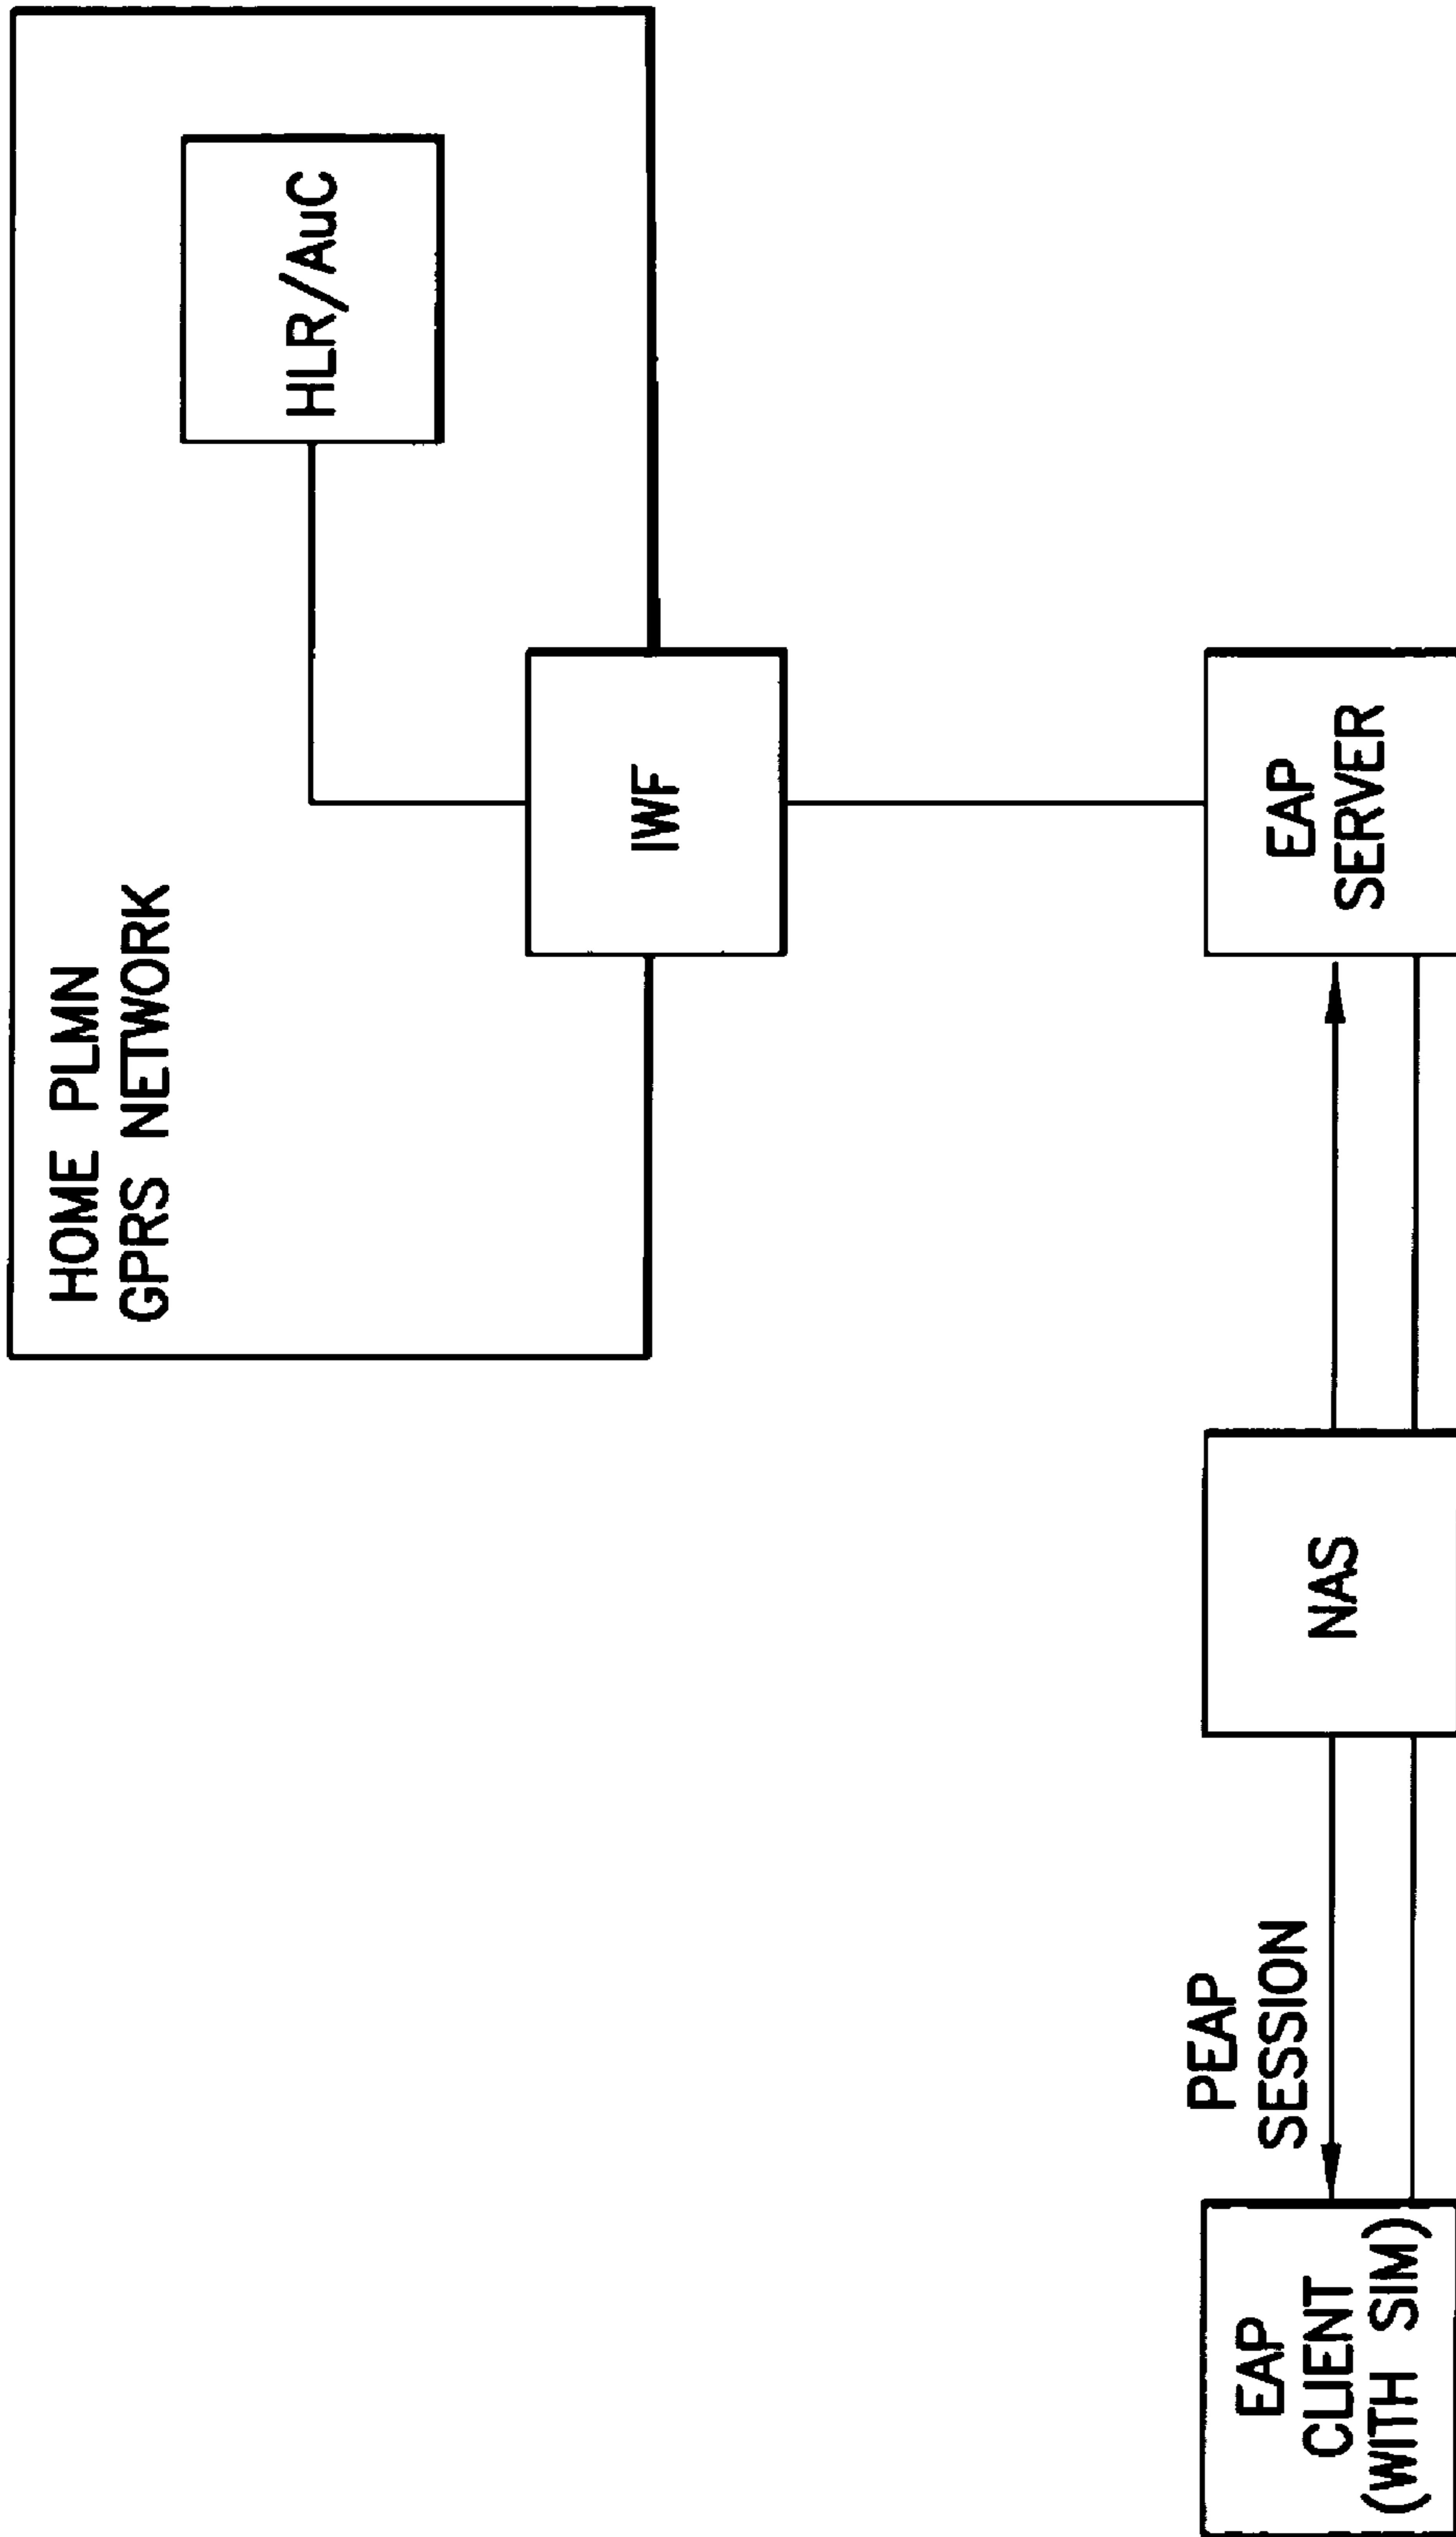 HOME PLMN
GPRS NETWORK
HLR/AuC
IWF
EAP
CLIENT
(WITH SIM)
PEAP
SESSION
NAS
EAP
SERVER